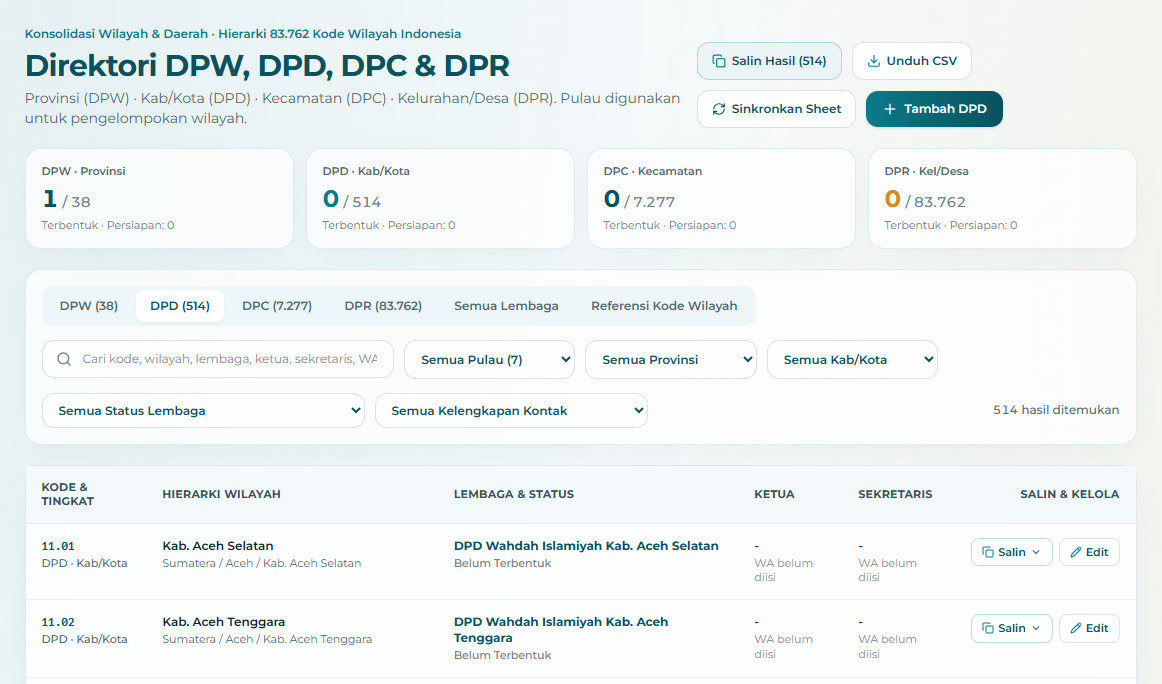 Konsolidasi Wilayah & Daerah · Hierarki 83.762 Kode Wilayah Indonesia
Direktori DPW, DPD, DPC & DPR
Provinsi (DPW) · Kab/Kota (DPD) · Kecamatan (DPC) · Kelurahan/Desa (DPR). Pulau digunakan
untuk pengelompokan wilayah.
Salin Hasil (514)
Unduh CSV
Sinkronkan Sheet
Tambah DPD
DPW · Provinsi
1 / 38
Terbentuk · Persiapan: 0
DPD · Kab/Kota
0 / 514
Terbentuk · Persiapan: 0
DPC · Kecamatan
0 / 7.277
Terbentuk · Persiapan: 0
DPR · Kel/Desa
0 / 83.762
Terbentuk · Persiapan: 0
DPW (38) DPD (514) DPC (7.277) DPR (83.762) Semua Lembaga Referensi Kode Wilayah
Cari kode, wilayah, lembaga, ketua, sekretaris, WA
Semua Pulau (7)
Semua Provinsi
Semua Kab/Kota
Semua Status Lembaga
Semua Kelengkapan Kontak
514 hasil ditemukan
KODE &
TINGKAT
HIERARKI WILAYAH
LEMBAGA & STATUS
KETUA
SEKRETARIS
SALIN & KELOLA
11.01
DPD · Kab/Kota
Kab. Aceh Selatan
Sumatera / Aceh / Kab. Aceh Selatan
DPD Wahdah Islamiyah Kab. Aceh Selatan
Belum Terbentuk
-
WA belum
diisi
-
WA belum
diisi
Salin
Edit
11.02
DPD · Kab/Kota
Kab. Aceh Tenggara
Sumatera / Aceh / Kab. Aceh Tenggara
DPD Wahdah Islamiyah Kab. Aceh
Tenggara
Belum Terbentuk
-
WA belum
diisi
-
WA belum
diisi
Salin
Edit